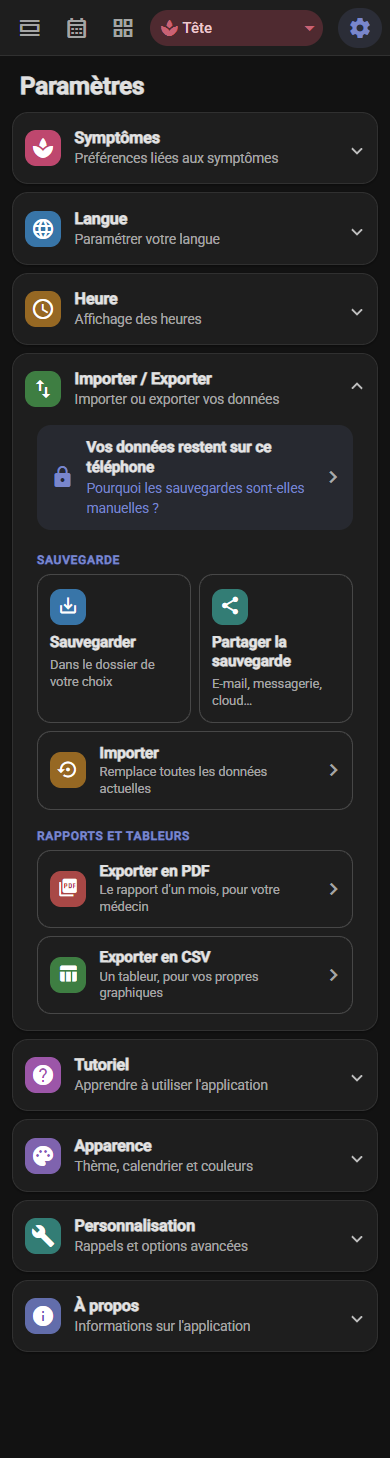 Tête
Paramètres
Symptômes
Préférences liées aux symptômes
Langue
Paramétrer votre langue
Heure
Affichage des heures
Importer / Exporter
Importer ou exporter vos données
Vos données restent sur ce
téléphone
Pourquoi les sauvegardes sont-elles
manuelles ?
SAUVEGARDE
Sauvegarder
Dans le dossier de
votre choix
Partager la
sauvegarde
E-mail, messagerie,
cloud…
Importer
Remplace toutes les données
actuelles
RAPPORTS ET TABLEURS
PDF
Exporter en PDF
Le rapport d'un mois, pour votre
médecin
Exporter en CSV
Un tableur, pour vos propres
graphiques
Tutoriel
Apprendre à utiliser l'application
Apparence
Thème, calendrier et couleurs
Personnalisation
Rappels et options avancées
À propos
Informations sur l'application